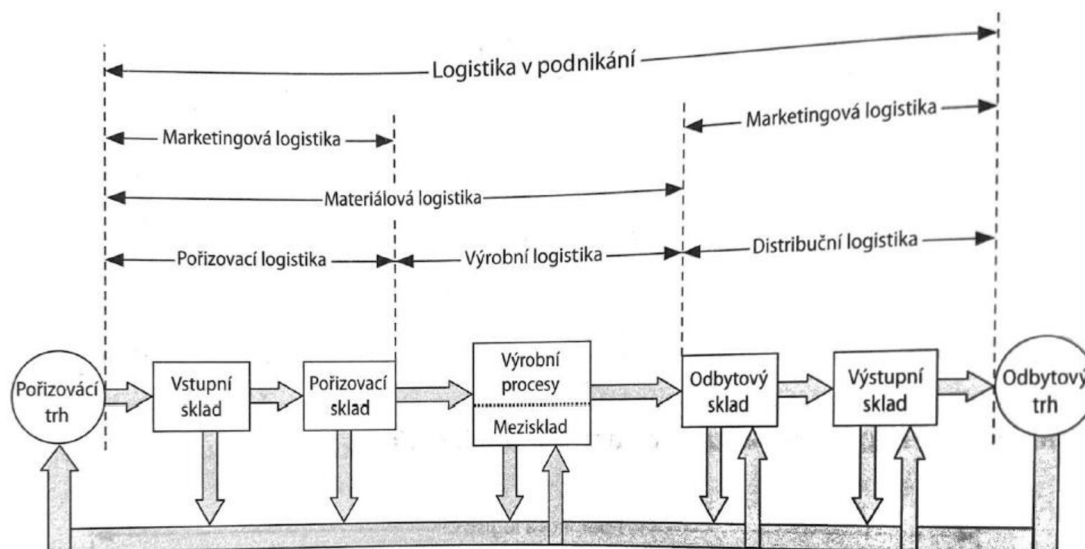 Logistika v podnikání
Marketingová logistika
Marketingová logistika
Materiálová logistika
Pořizovací logistika
Výrobní logistika
Distribuční logistika
Pořizovácí
trh
Vstupní
sklad
Pořizovací
sklad
Výrobní
procesy
Mezisklad
Odbytový
sklad
Výstupní
sklad
Odbytový
trh